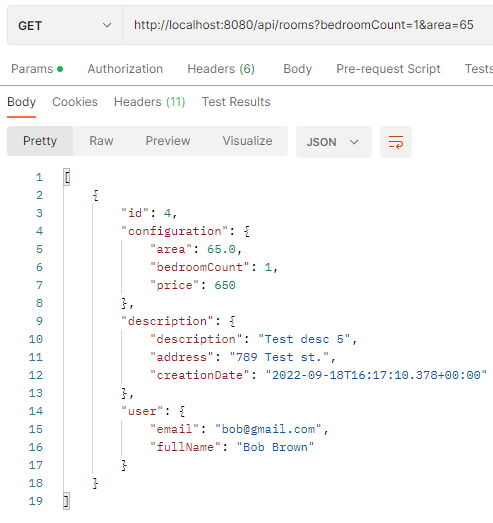 GET http://localhost:8080/api/rooms?bedroomCount=1&area=65
Params Authorization Headers (6) Body Pre-request Script Tests
Body Cookies Headers (11) Test Results
Pretty Raw Preview Visualize JSON
1 [
2 {
3 "id": 4,
4 "configuration": {
5 "area": 65.0,
6 "bedroomCount": 1,
7 "price": 650
8 },
9 "description": {
10 "description": "Test desc 5",
11 "address": "789 Test st.",
12 "creationDate": "2022-09-18T16:17:10.378+00:00"
13 },
14 "user": {
15 "email": "bob@gmail.com",
16 "fullName": "Bob Brown"
17 }
18 }
19 ]